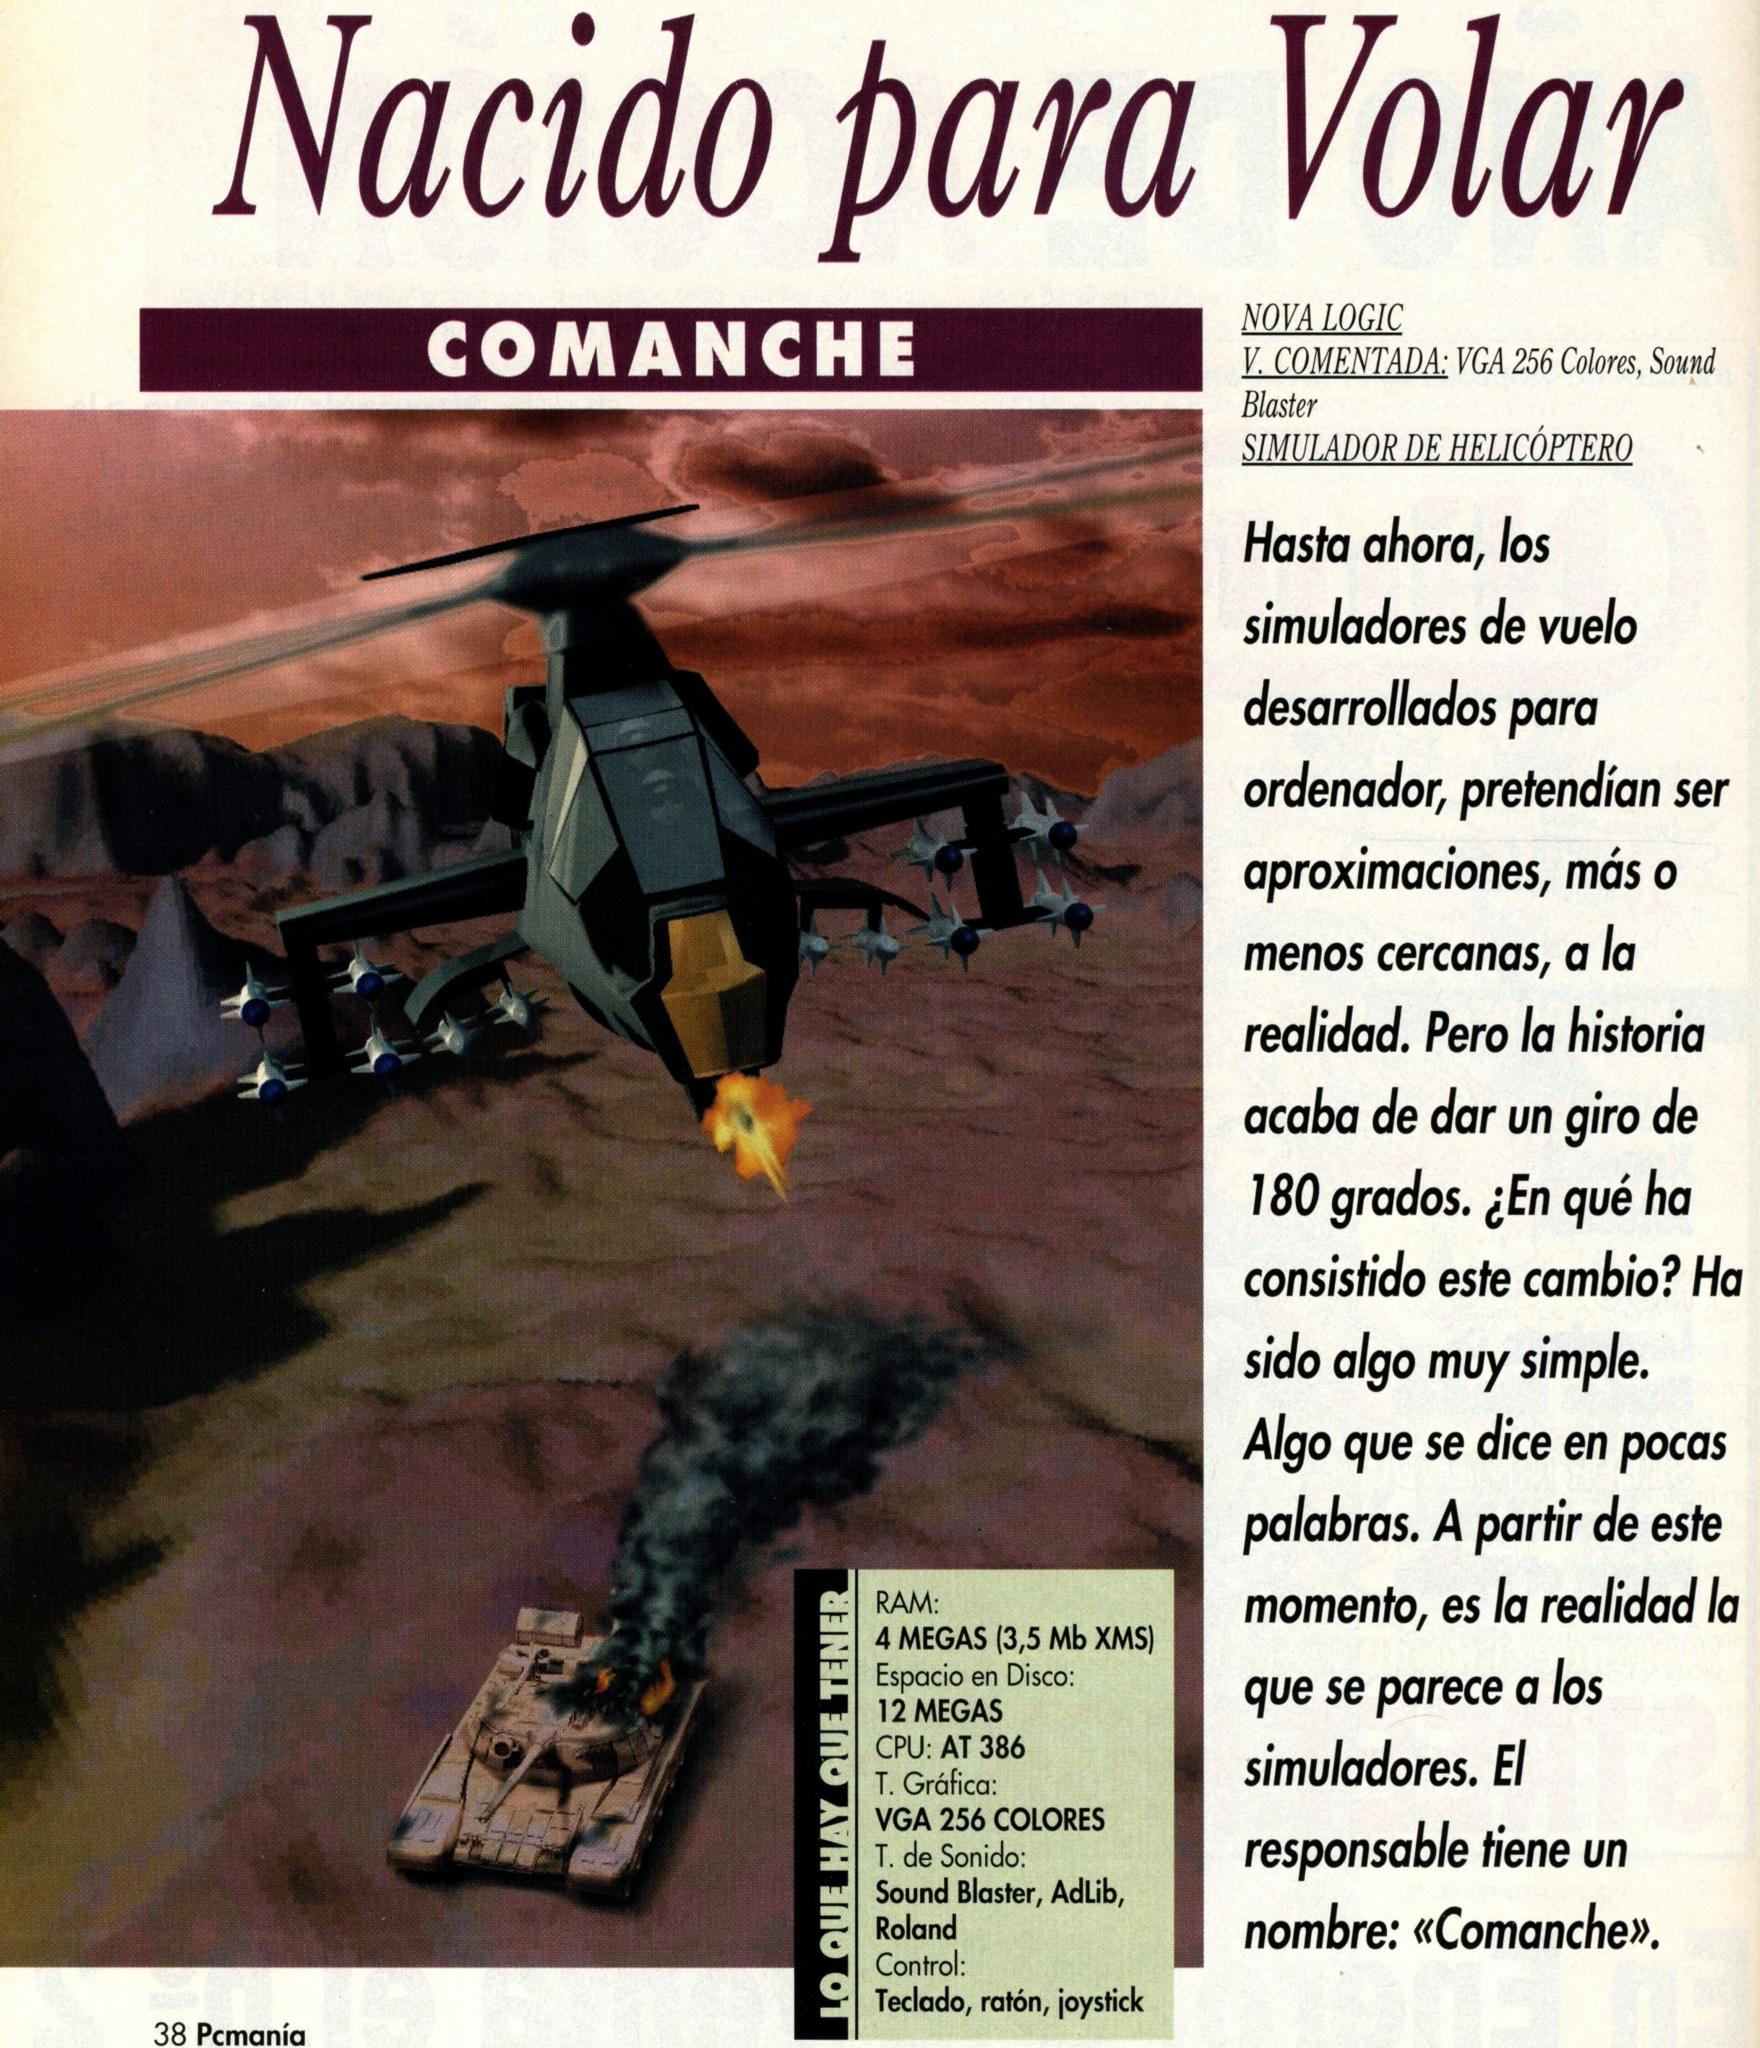 Nacido para Volar
COMANCHE
NOVA LOGIC
V. COMENTADA: VGA 256 Colores, Sound
Blaster
SIMULADOR DE HELICÓPTERO
Hasta ahora, los
simuladores de vuelo
desarrollados para
ordenador, pretendían ser
aproximaciones, más o
menos cercanas, a la
realidad. Pero la historia
acaba de dar un giro de
180 grados. ¿En qué ha
consistido este cambio? Ha
sido algo muy simple.
Algo que se dice en pocas
palabras. A partir de este
momento, es la realidad la
que se parece a los
simuladores. El
responsable tiene un
nombre: «Comanche».
LO QUE HAY QUE TENER
RAM:
4 MEGAS (3,5 Mb XMS)
Espacio en Disco:
12 MEGAS
CPU: AT 386
T. Gráfica:
VGA 256 COLORES
T. de Sonido:
Sound Blaster, AdLib,
Roland
Control:
Teclado, ratón, joystick
38 Pcmanía